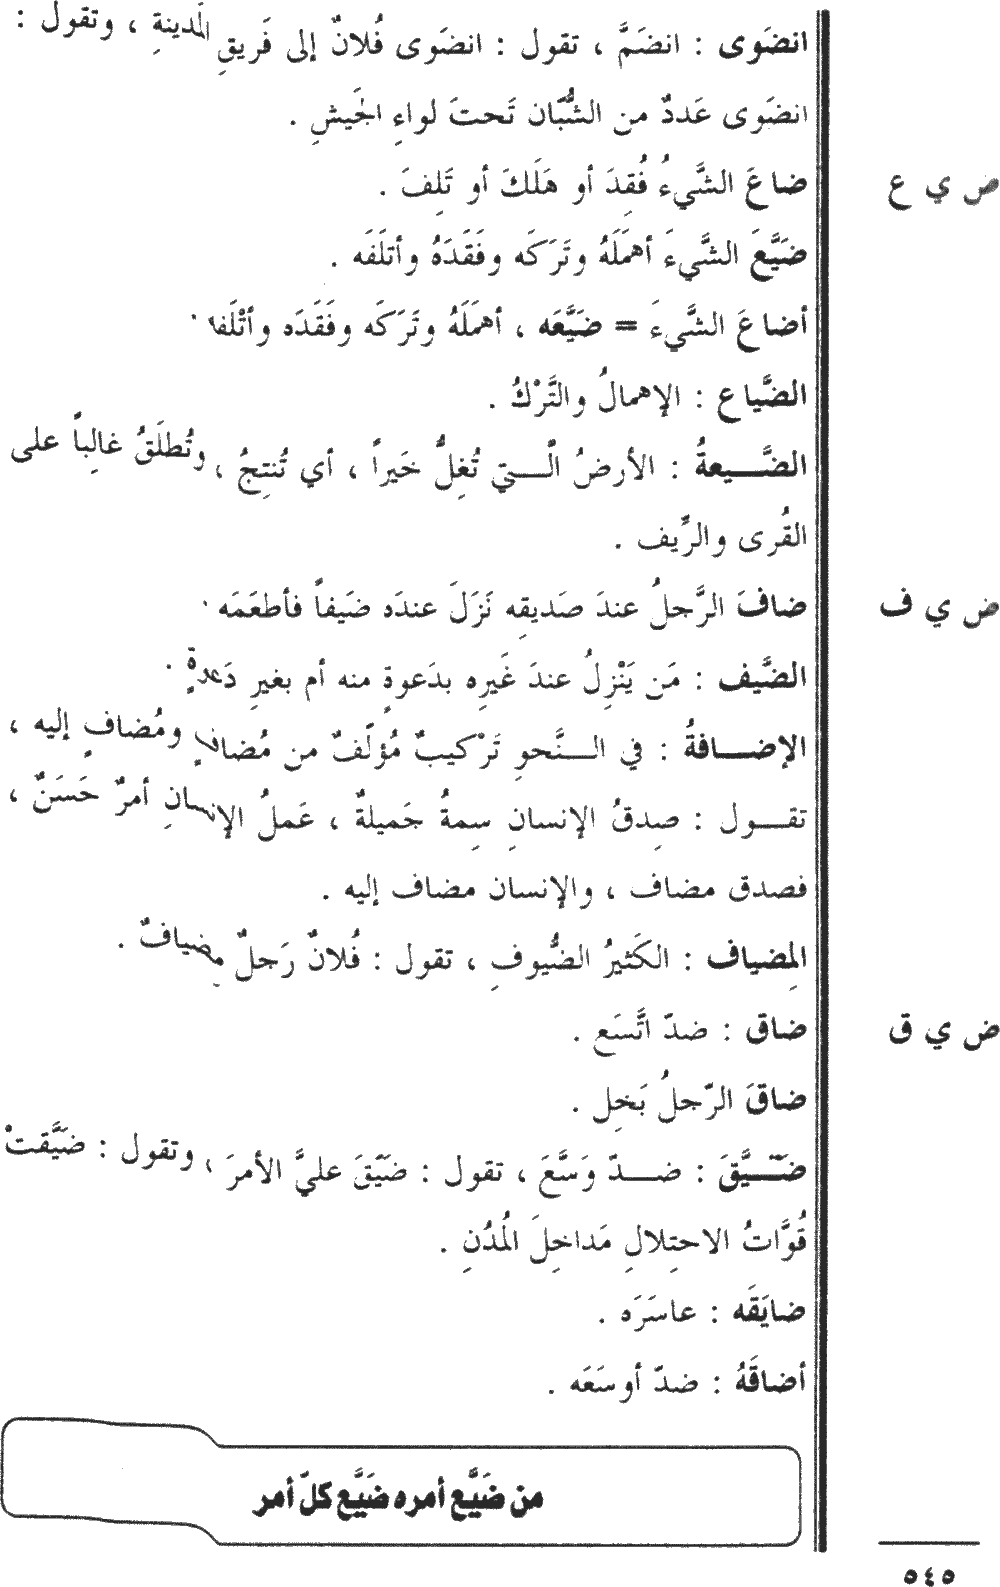 انضَوى : انضَمَّ ، تقول : انضَوى فُلانٌ إلى فَريقِ المَدينةِ ، وتقول :
انضَوى عَددٌ من الشُبَّان تَحتَ لواءِ الجَيشِ .
ض ي ع
ضاعَ الشَّيءُ فُقِدَ أو هَلَكَ أو تَلِفَ .
ضَيَّعَ الشَّيءَ أهمَلَهُ وتَرَكَه وفَقَدَهُ وأتلَفَه .
أضاعَ الشَّيءَ = ضَيَّعَه ، أهمَلَهُ وتَرَكَه وفَقَدَه وأتْلَفه .
الضَّياع : الإهمالُ والتَّرْكُ .
الضَّيعةُ : الأرضُ الَّتي تُغِلُّ خَيراً ، أي تُنتِجُ ، وتُطلَقُ غالِباً على
القُرى والرِّيف .
ض ي ف
ضافَ الرَّجلُ عندَ صَديقِه نَزَلَ عندَه ضَيفاً فأطعَمَه .
الضَّيف : مَن يَنْزِلُ عندَ غَيرِه بدَعوةٍ منه أم بغيرِ دَعوةٍ .
الإضافةُ : في النَّحوِ تَرْكيبٌ مُؤلّفٌ من مُضافٍ ومُضافٍ إليه ،
تقول : صِدقُ الإنسانِ سِمةٌ جَميلةٌ ، عَملُ الإنسانِ أمرٌ حَسَنٌ ،
فصدق مضاف ، والإنسان مضاف إليه .
المِضياف : الكَثيرُ الضُّيوفِ ، تقول : فُلانٌ رَجلٌ مِضيافٌ .
ض ي ق
ضاق : ضدّ اتَّسَع .
ضاقَ الرّجلُ بَخِل .
ضَيَّقَ : ضدّ وَسَّعَ ، تقول : ضَيَّقَ عليَّ الأمرَ ، وتقول : ضَيَّقتْ
قُوَّاتُ الاحتِلالِ مَداخِلَ المُدُنِ .
ضايَقَه : عاسَرَه .
أضاقَهُ : ضدّ أوسَعَه .
من ضَيَّع أمره ضَيَّع كلّ أمر
٥٤٥